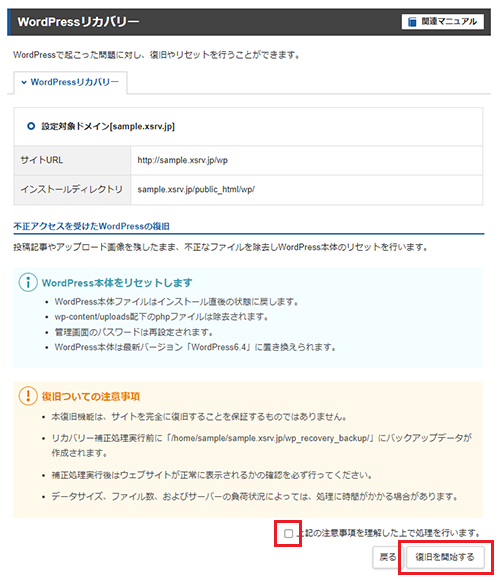 WordPressリカバリー
関連マニュアル
WordPressで起こった問題に対し、復旧やリセットを行うことができます。
WordPressリカバリー
設定対象ドメイン[sample.xsrv.jp]
サイトURL http://sample.xsrv.jp/wp
インストールディレクトリ sample.xsrv.jp/public_html/wp/
不正アクセスを受けたWordPressの復旧
投稿記事やアップロード画像を残したまま、不正なファイルを除去しWordPress本体のリセットを行います。
WordPress本体をリセットします
• WordPress本体ファイルはインストール直後の状態に戻します。
• wp-content/uploads配下のphpファイルは除去されます。
• 管理画面のパスワードは再設定されます。
• WordPress本体は最新バージョン「WordPress6.4」に置き換えられます。
復旧ついての注意事項
• 本復旧機能は、サイトを完全に復旧することを保証するものではありません。
• リカバリー補正処理実行前に「/home/sample/sample.xsrv.jp/wp_recovery_backup/」にバックアップデータが
作成されます。
• 補正処理実行後はウェブサイトが正常に表示されるかの確認を必ず行ってください。
• データサイズ、ファイル数、およびサーバーの負荷状況によっては、処理に時間がかかる場合があります。
上記の注意事項を理解した上で処理を行います。
戻る 復旧を開始する